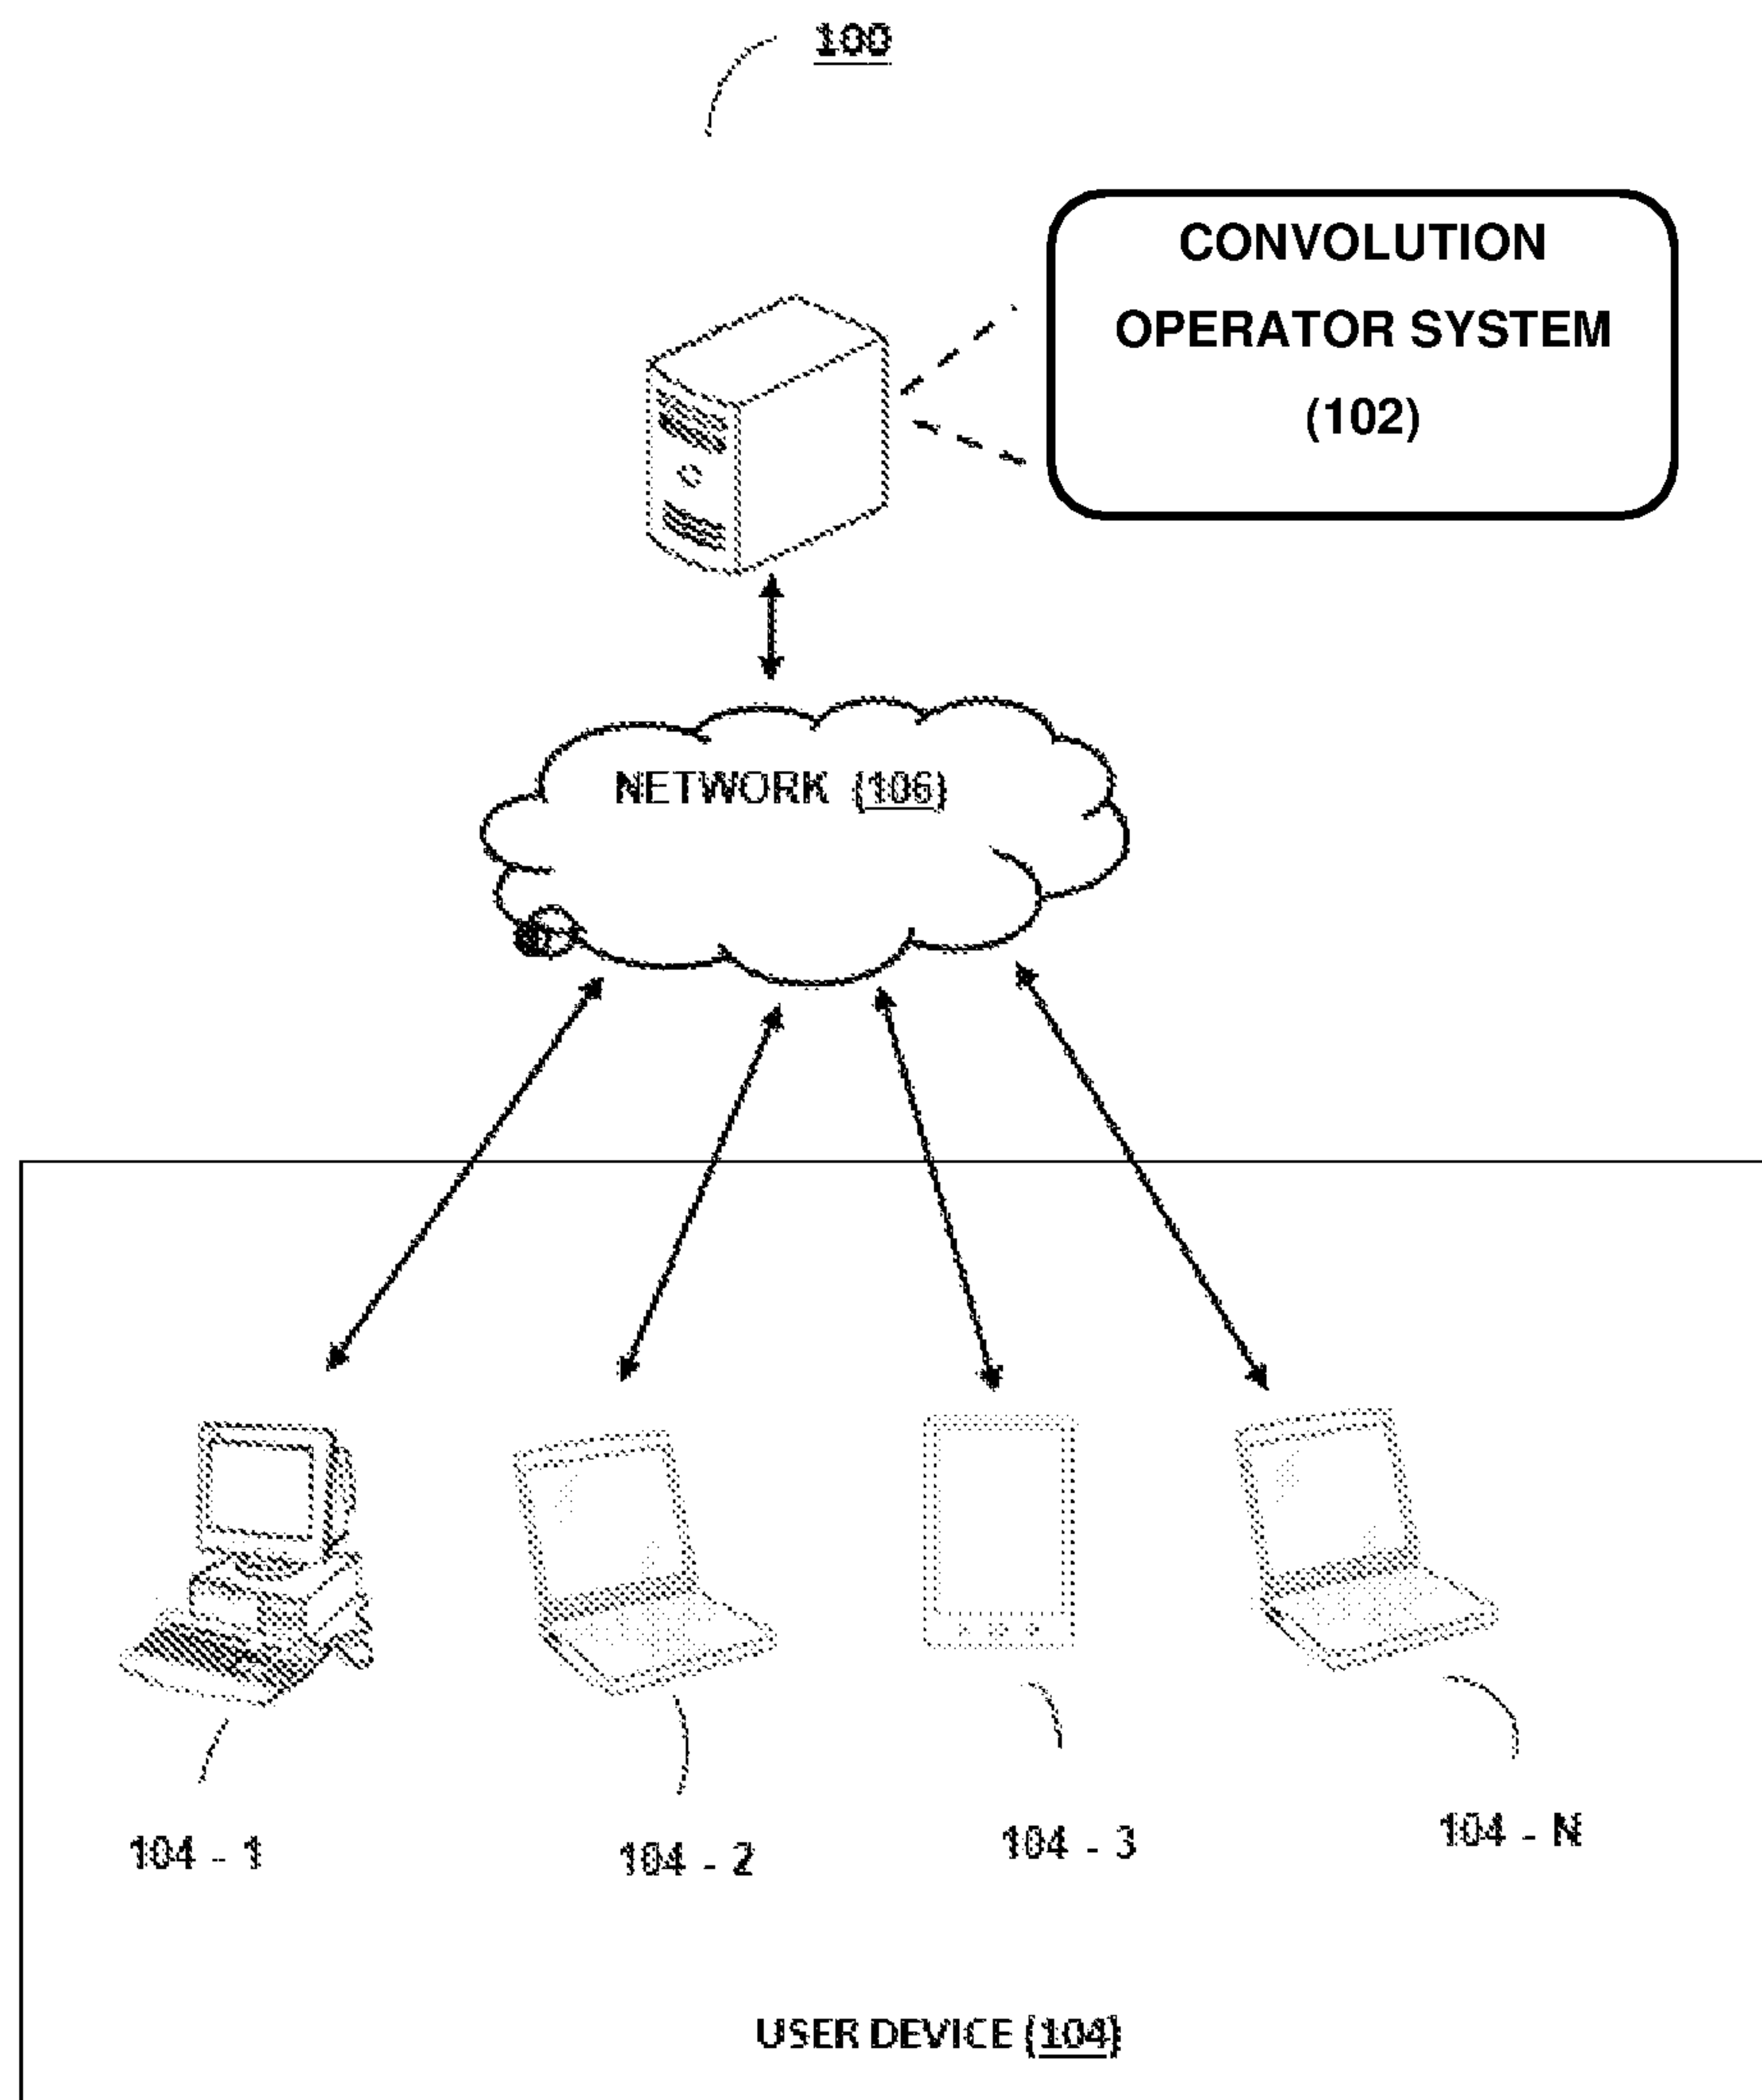 100
CONVOLUTION
OPERATOR SYSTEM
(102)
NETWORK (106)
104 - 1
104 - 2
104 - 3
104 - N
USER DEVICE (104)